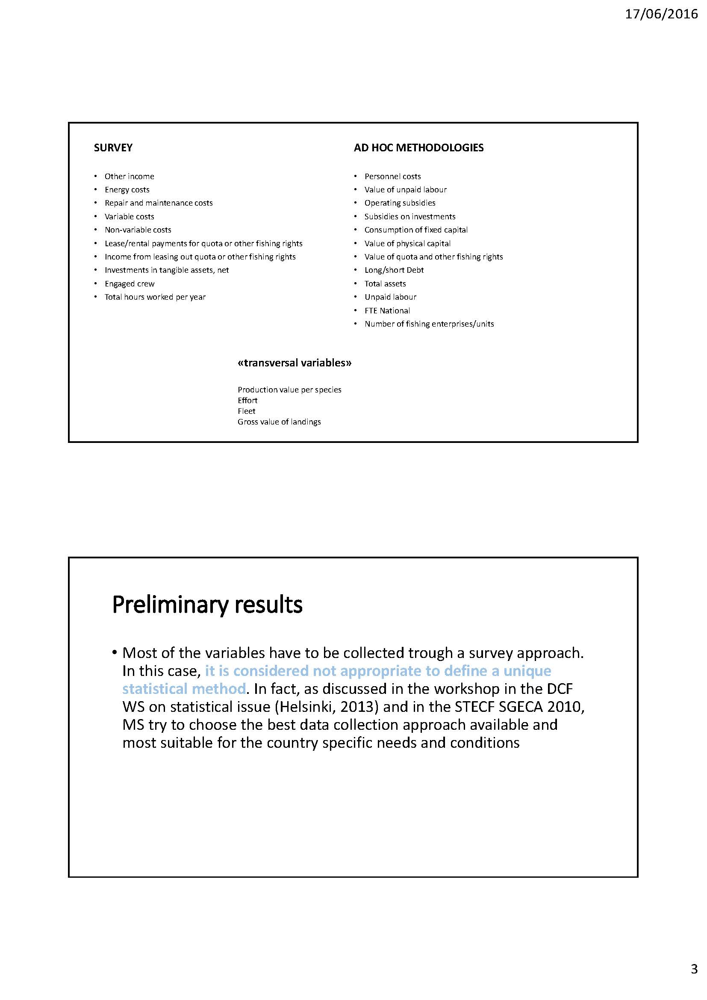 17/06/2016
SURVEY
• Other income
• Energy costs
• Repair and maintenance costs
• Variable costs
• Non-variable costs
• Lease/rental payments for quota or other fishing rights
• Income from leasing out quota or other fishing rights
• Investments in tangible assets, net
• Engaged crew
• Total hours worked per year
AD HOC METHODOLOGIES
• Personnel costs
• Value of unpaid labour
• Operating subsidies
• Subsidies on investments
• Consumption of fixed capital
• Value of physical capital
• Value of quota and other fishing rights
• Long/short Debt
• Total assets
• Unpaid labour
• FTE National
• Number of fishing enterprises/units
«transversal variables»
Production value per species
Effort
Fleet
Gross value of landings
Preliminary results
• Most of the variables have to be collected trough a survey approach.
In this case, it is considered not appropriate to define a unique
statistical method. In fact, as discussed in the workshop in the DCF
WS on statistical issue (Helsinki, 2013) and in the STECF SGECA 2010,
MS try to choose the best data collection approach available and
most suitable for the country specific needs and conditions
3